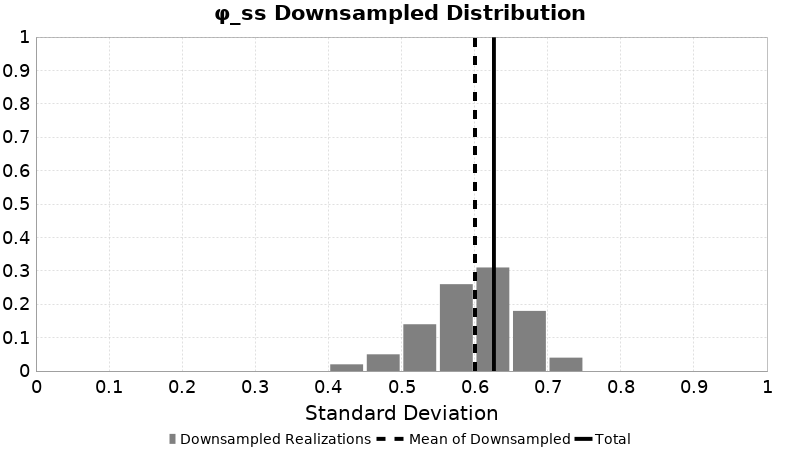 φ_ss Downsampled Distribution
1
0.9
0.8
0.7
0.6
0.5
0.4
0.3
0.2
0.1
0
0 0.1 0.2 0.3 0.4 0.5 0.6 0.7 0.8 0.9 1
Standard Deviation
Downsampled Realizations Mean of Downsampled Total